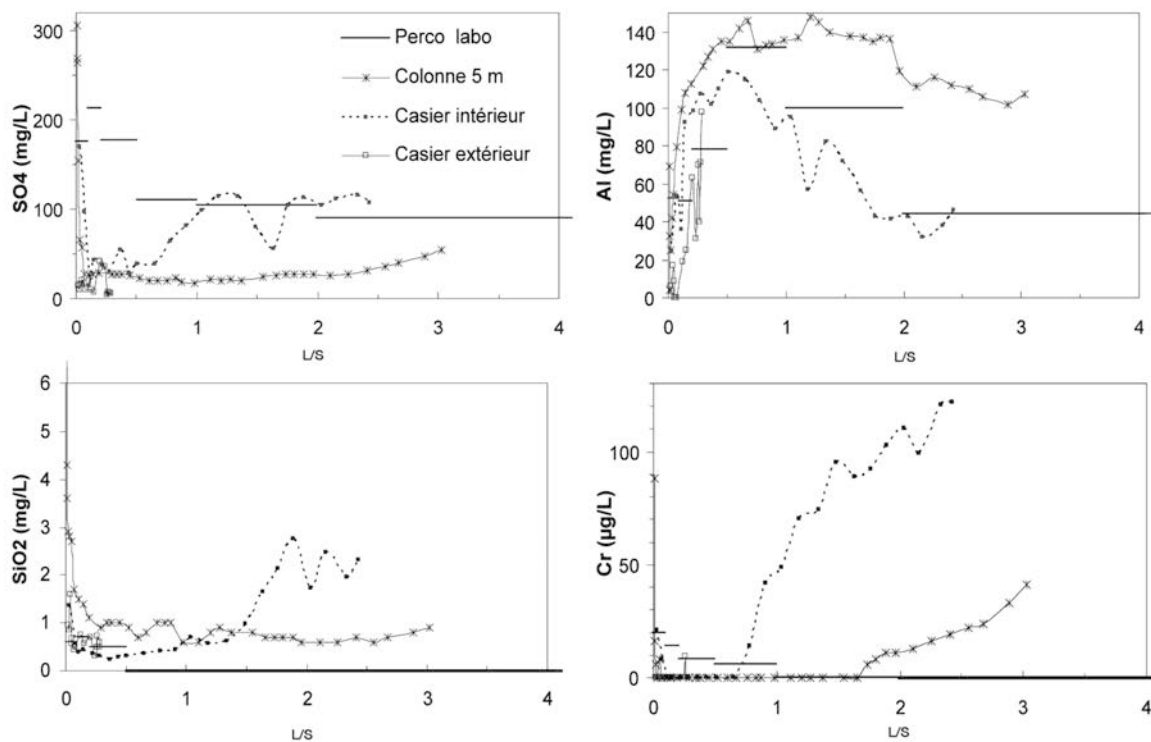 SO4 (mg/L)
300
200
100
0
0 1 2 3 4
L/S
Perco labo
Colonne 5 m
Casier intérieur
Casier extérieur
Al (mg/L)
160
140
120
100
80
60
40
20
0
0 1 2 3 4
L/S
SiO2 (mg/L)
6
5
4
3
2
1
0
0 1 2 3 4
L/S
Cr (µg/L)
100
50
0
0 1 2 3 4
L/S